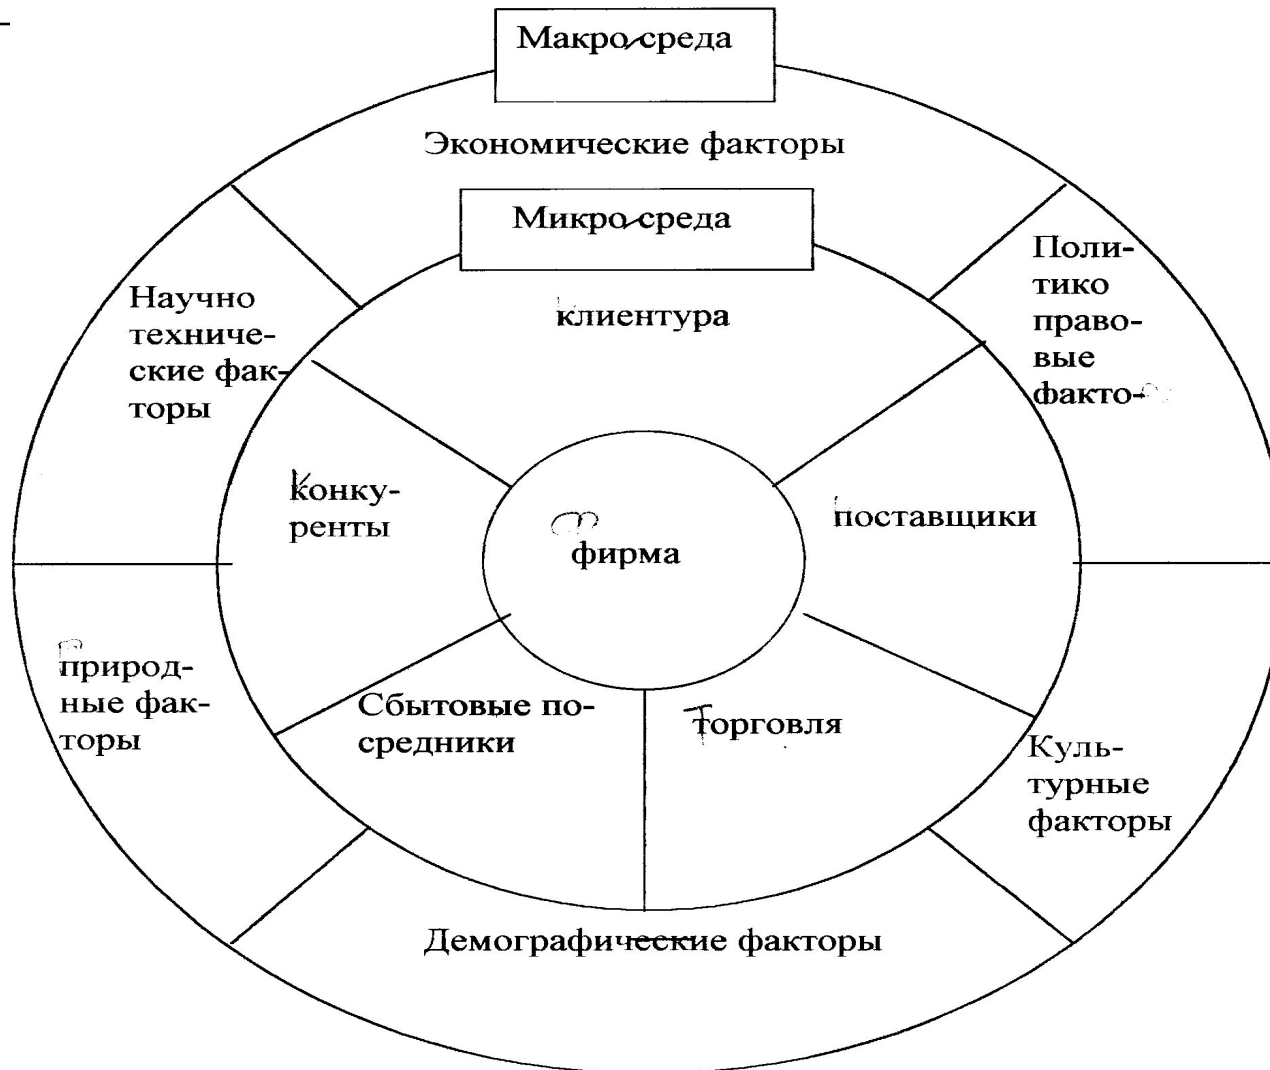 Макро-среда
Экономические факторы
Микро-среда
Поли-
тико
право-
вые
факто-
Научно
техниче-
ские фак-
торы
клиентура
конку-
ренты
поставщики
фирма
природ-
ные фак-
торы
Сбытовые по-
средники
Торговля
Куль-
турные
факторы
Демографические факторы